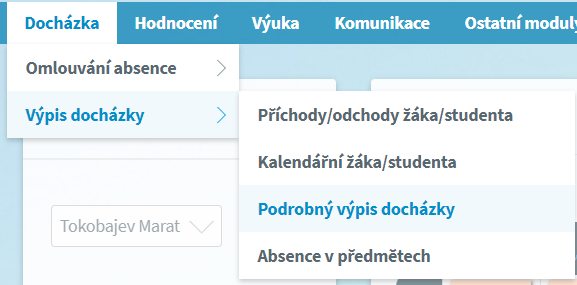 Docházka Hodnocení Výuka Komunikace Ostatní moduly
Omlouvání absence
Výpis docházky
Příchody/odchody žáka/studenta
Kalendářní žáka/studenta
Podrobný výpis docházky
Absence v předmětech
Tokobajev Marat